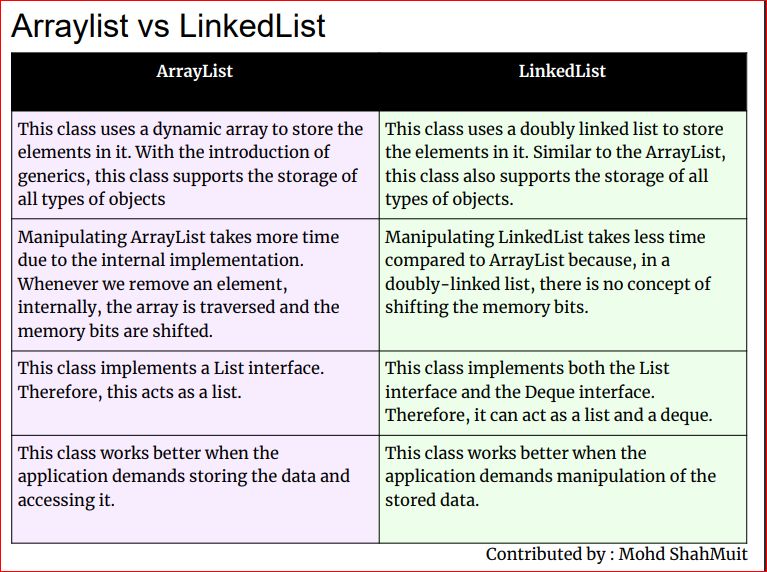 Arraylist vs LinkedList
ArrayList
LinkedList
This class uses a dynamic array to store the
elements in it. With the introduction of
generics, this class supports the storage of
all types of objects
This class uses a doubly linked list to store
the elements in it. Similar to the ArrayList,
this class also supports the storage of all
types of objects.
Manipulating ArrayList takes more time
due to the internal implementation.
Whenever we remove an element,
internally, the array is traversed and the
memory bits are shifted.
Manipulating LinkedList takes less time
compared to ArrayList because, in a
doubly-linked list, there is no concept of
shifting the memory bits.
This class implements a List interface.
Therefore, this acts as a list.
This class implements both the List
interface and the Deque interface.
Therefore, it can act as a list and a deque.
This class works better when the
application demands storing the data and
accessing it.
This class works better when the
application demands manipulation of the
stored data.
Contributed by : Mohd ShahMuit